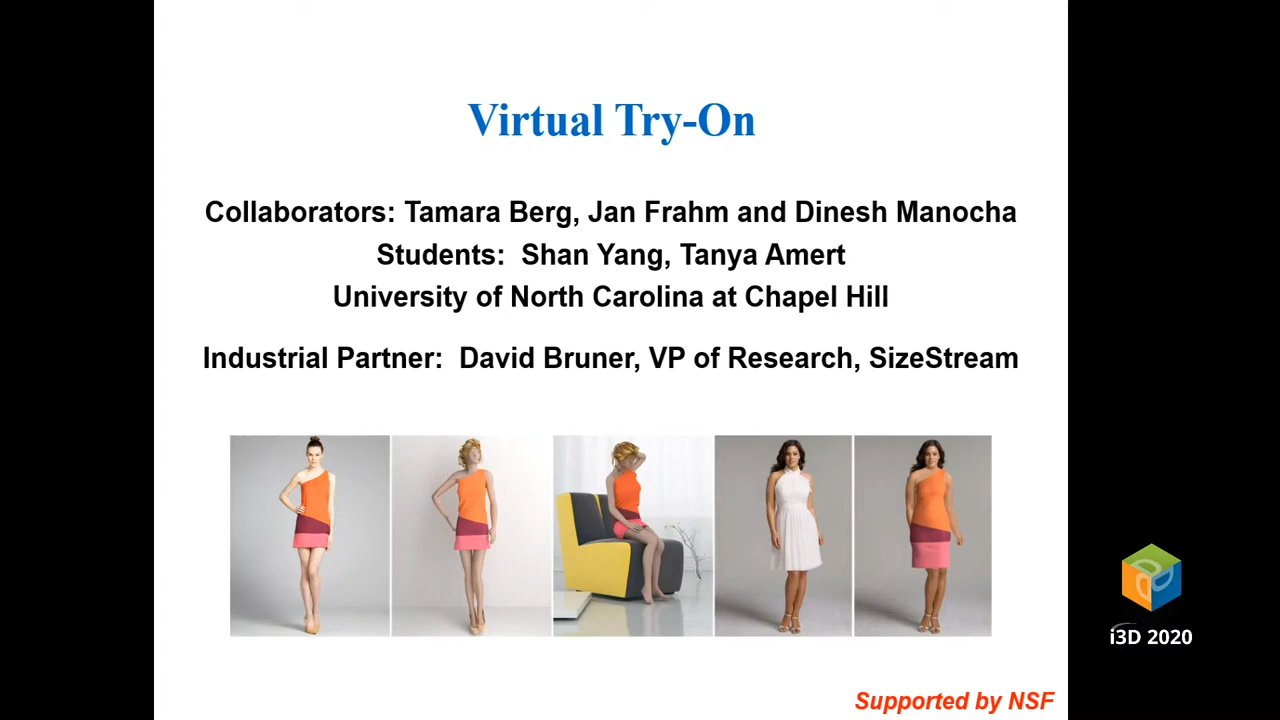 Virtual Try-On
Collaborators: Tamara Berg, Jan Frahm and Dinesh Manocha
Students: Shan Yang, Tanya Amert
University of North Carolina at Chapel Hill
Industrial Partner: David Bruner, VP of Research, SizeStream
i3D 2020
Supported by NSF